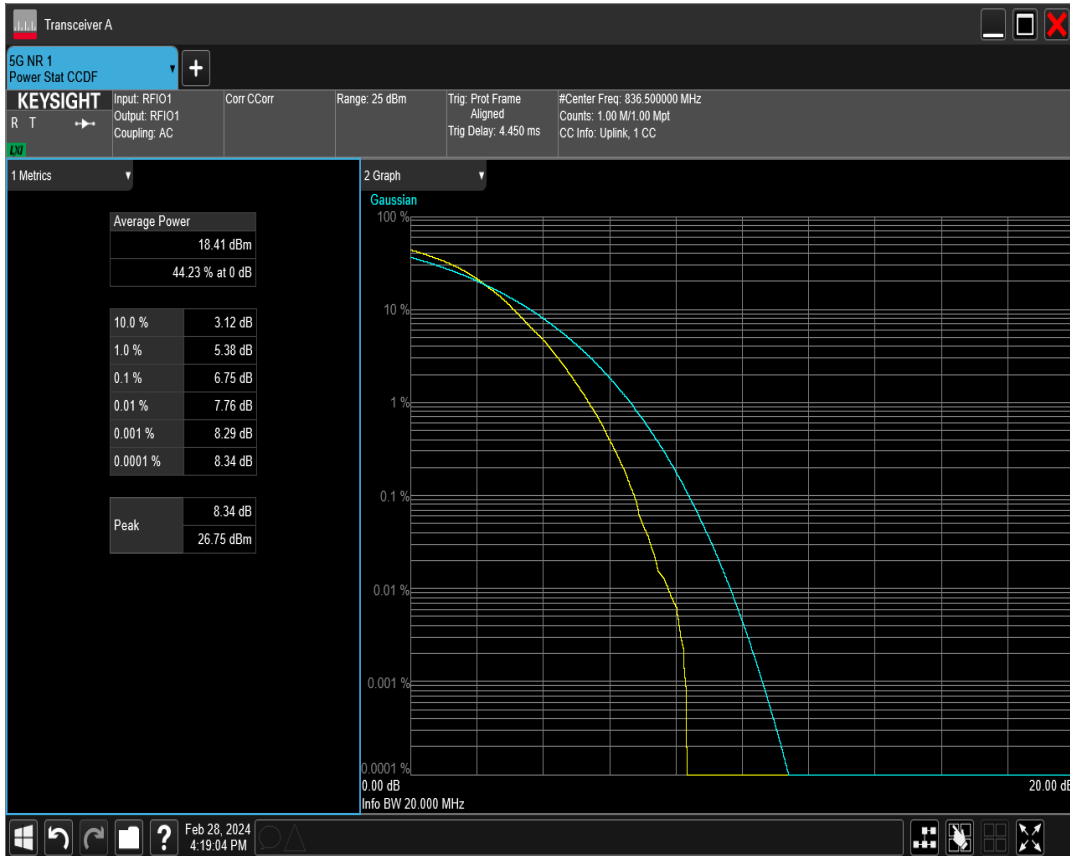 Transceiver A
5G NR 1
Power Stat CCDF
KEYSIGHT
R T
LXI
Input: RFIO1
Output: RFIO1
Coupling: AC
Corr CCorr
Range: 25 dBm
Trig: Prot Frame
Aligned
Trig Delay: 4.450 ms
#Center Freq: 836.500000 MHz
Counts: 1.00 M/1.00 Mpt
CC Info: Uplink, 1 CC
1 Metrics
Average Power
18.41 dBm
44.23 % at 0 dB
10.0 % 3.12 dB
1.0 % 5.38 dB
0.1 % 6.75 dB
0.01 % 7.76 dB
0.001 % 8.29 dB
0.0001 % 8.34 dB
Peak
8.34 dB
26.75 dBm
2 Graph
Gaussian
100 %
10 %
1 %
0.1 %
0.01 %
0.001 %
0.0001 %
0.00 dB 20.00 dB
Info BW 20.000 MHz
?
Feb 28, 2024
4:19:04 PM